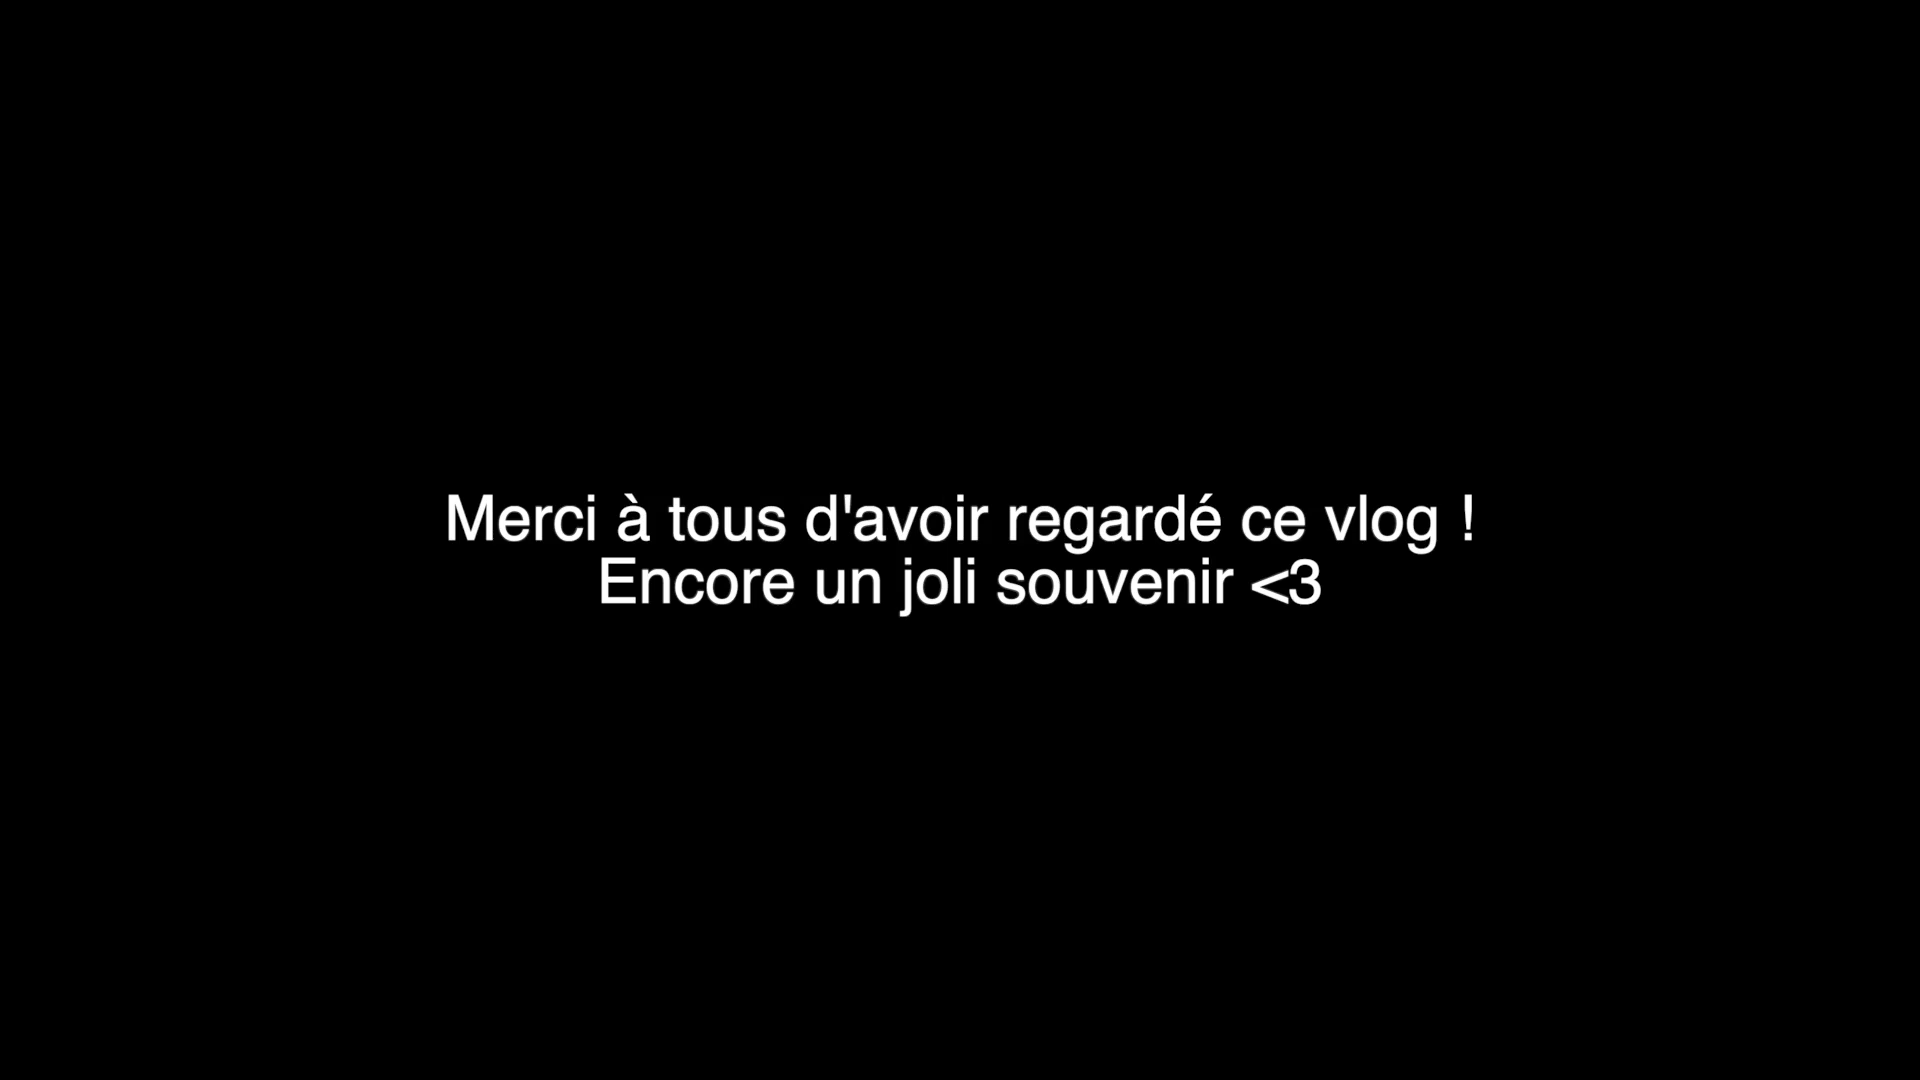 Merci à tous d'avoir regardé ce vlog !
Encore un joli souvenir <3